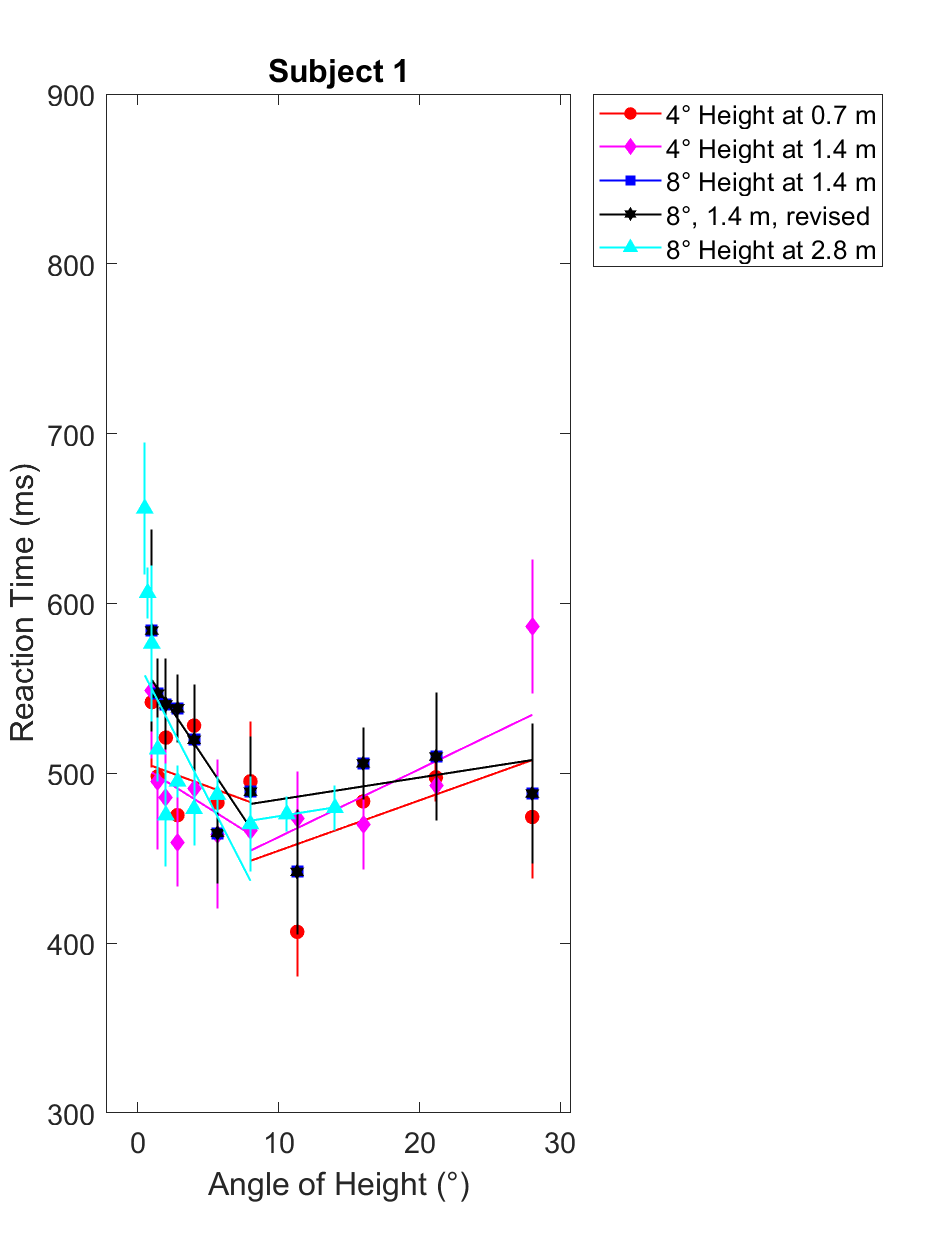 Subject 1
900
800
700
600
500
400
300
Reaction Time (ms)
0 10 20 30
Angle of Height (°)
4° Height at 0.7 m
4° Height at 1.4 m
8° Height at 1.4 m
8°, 1.4 m, revised
8° Height at 2.8 m